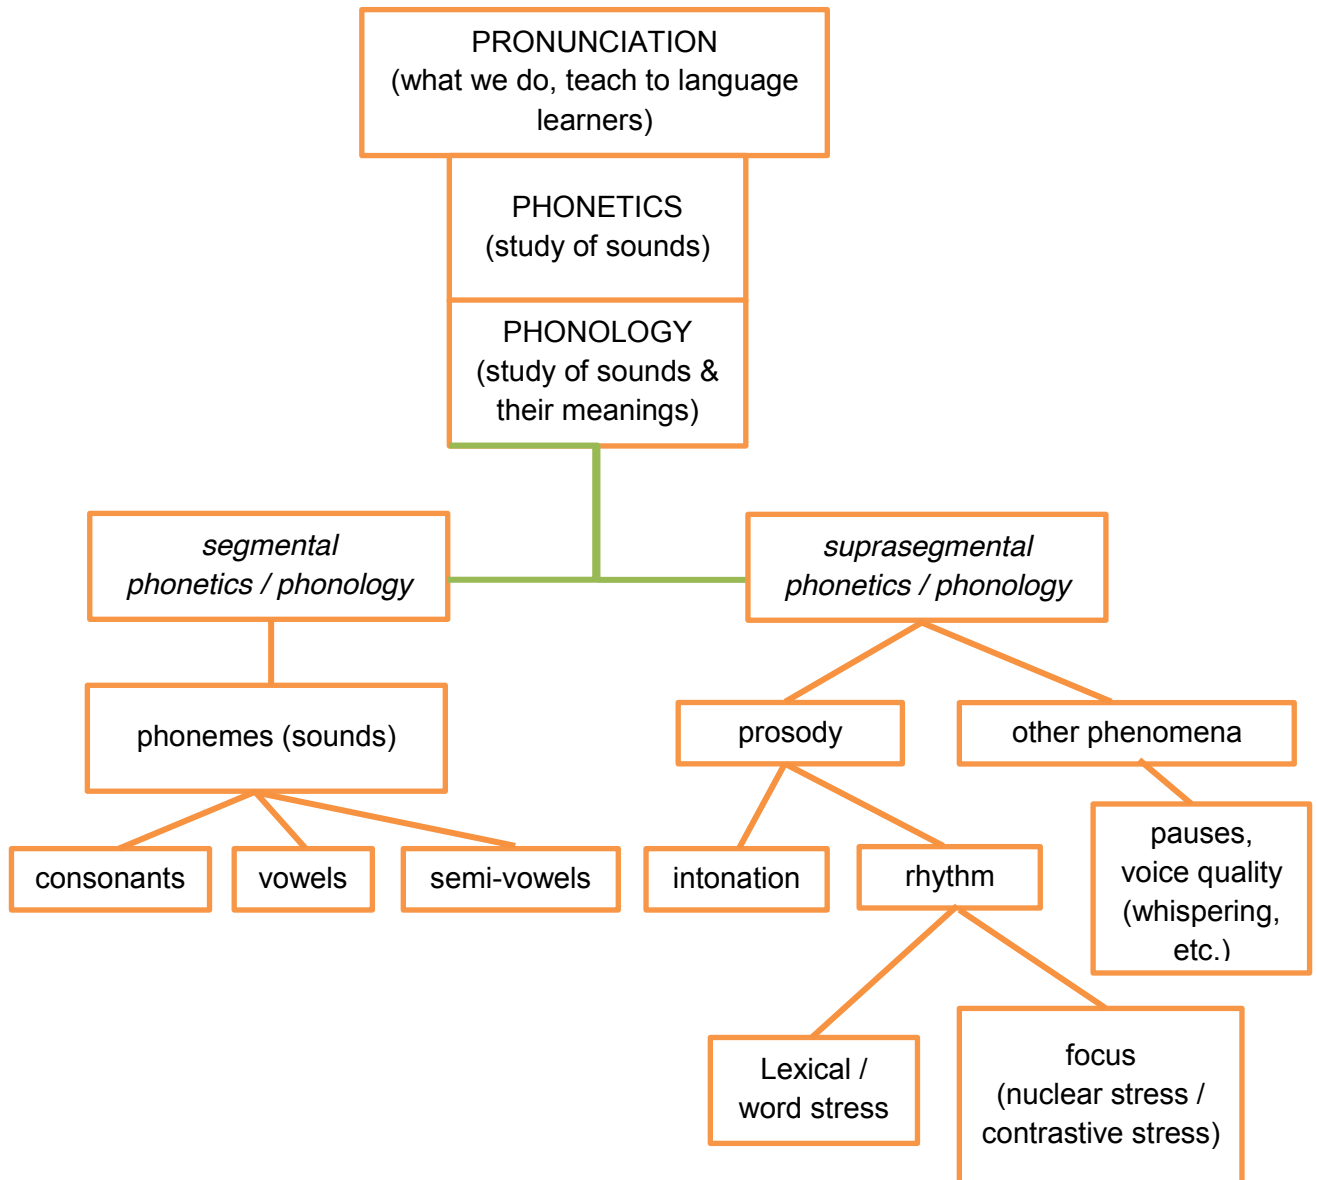 PRONUNCIATION
(what we do, teach to language
learners)
PHONETICS
(study of sounds)
PHONOLOGY
(study of sounds &
their meanings)
segmental
phonetics / phonology
suprasegmental
phonetics / phonology
phonemes (sounds)
prosody
other phenomena
consonants
vowels
semi-vowels
intonation
rhythm
pauses,
voice quality
(whispering,
etc.)
Lexical /
word stress
focus
(nuclear stress /
contrastive stress)